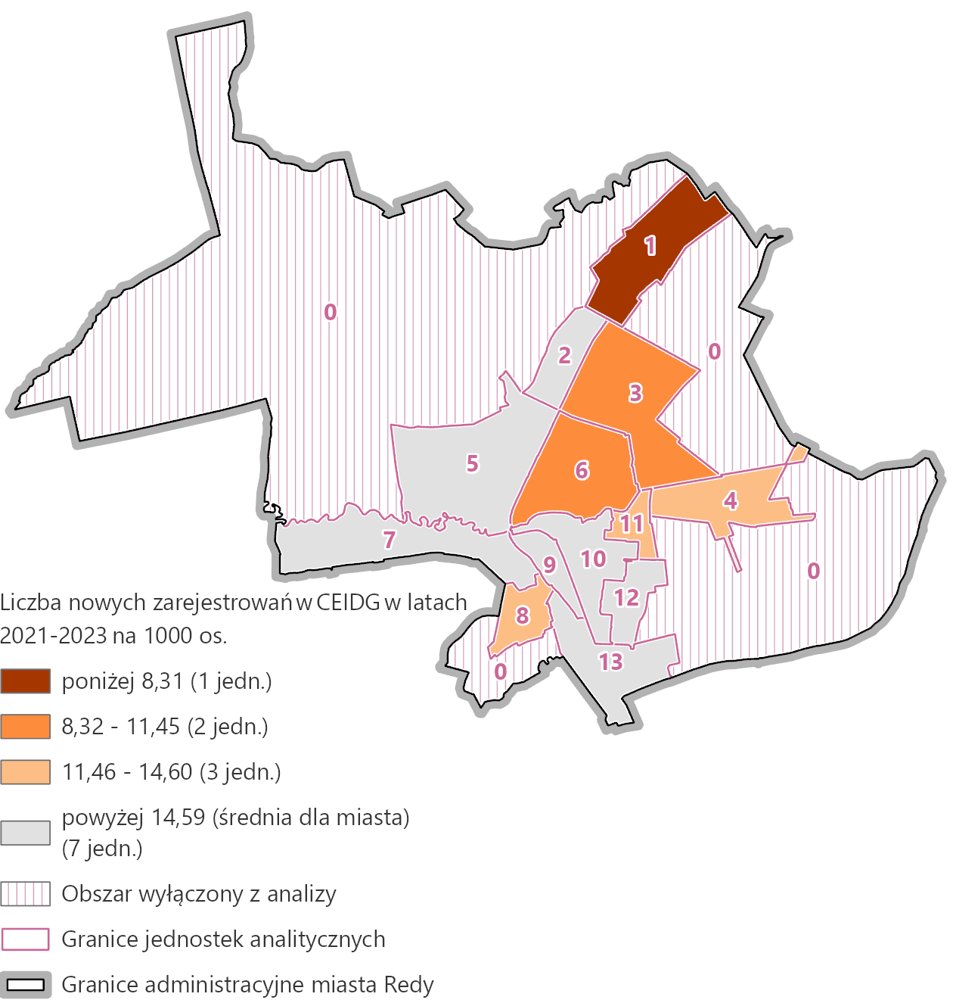 1
0
2
0
3
5
6
4
11
7
10
9
0
12
8
13
0
Liczba nowych zarejestrowań w CEIDG w latach
2021-2023 na 1000 os.
poniżej 8,31 (1 jedn.)
8,32 - 11,45 (2 jedn.)
11,46 - 14,60 (3 jedn.)
powyżej 14,59 (średnia dla miasta)
(7 jedn.)
Obszar wyłączony z analizy
Granice jednostek analitycznych
Granice administracyjne miasta Redy